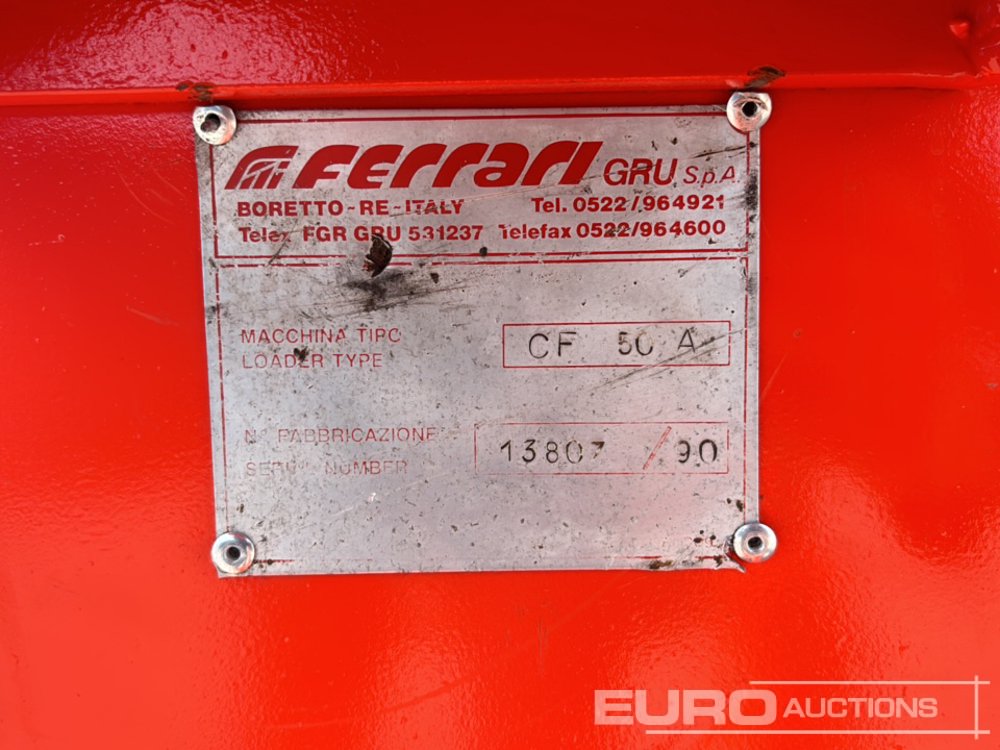 Ferrari GRU S.p.A.
BORETTO-RE-ITALY Tel. 0522/964921
Telex FGR GRU 531237 Telefax 0522/964600
MACCHINA TIPO
LOADER TYPE
CF 50 A
N. FABBRICAZIONE
SERIAL NUMBER
13807 / 90
EURO AUCTIONS